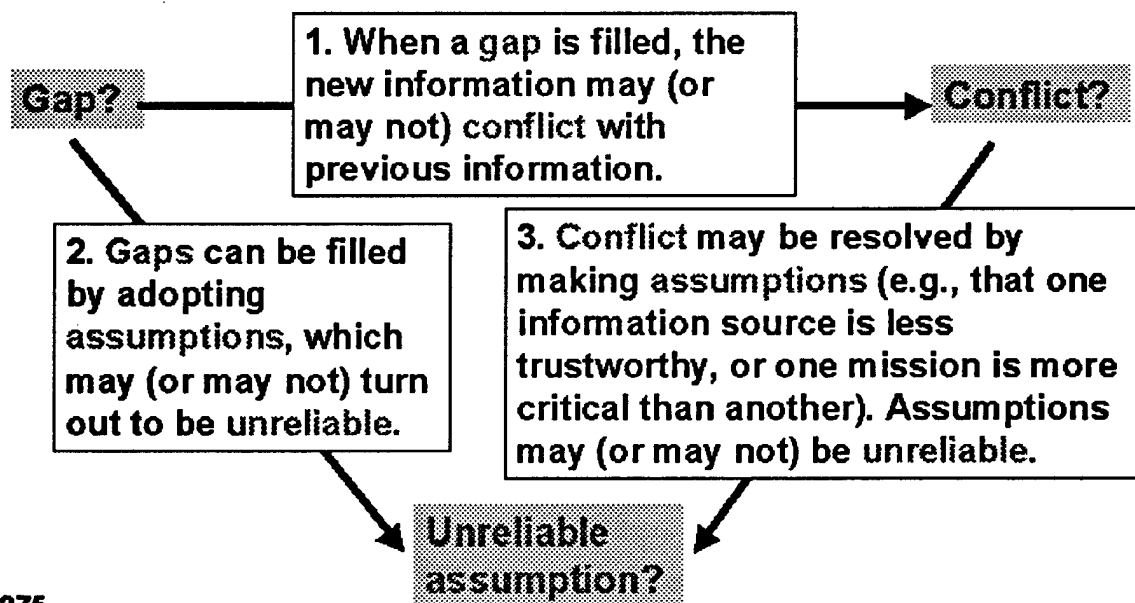 1. When a gap is filled, the
new information may (or
may not) conflict with
previous information.
Gap?
Conflict?
2. Gaps can be filled
by adopting
assumptions, which
may (or may not) turn
out to be unreliable.
3. Conflict may be resolved by
making assumptions (e.g., that one
information source is less
trustworthy, or one mission is more
critical than another). Assumptions
may (or may not) be unreliable.
Unreliable
assumption?